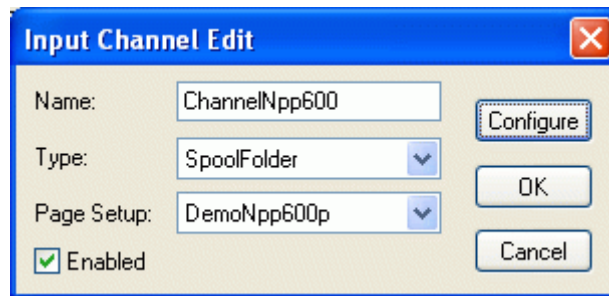 Input Channel Edit
Name: ChannelNpp600
Configure
Type: SpoolFolder
OK
Page Setup: DemoNpp600p
Enabled
Cancel